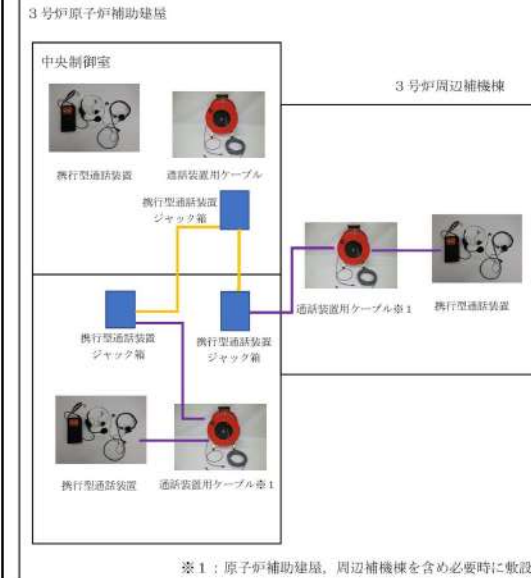 3号炉原子炉補助建屋
中央制御室
3号炉周辺補機棟
携行型通話装置
通話装置用ケーブル
携行型通話装置
ジャック箱
通話装置用ケーブル※1
携行型通話装置
携行型通話装置
ジャック箱
携行型通話装置
ジャック箱
携行型通話装置
通話装置用ケーブル※1
※1：原子炉補助建屋，周辺補機棟を含め必要時に敷設